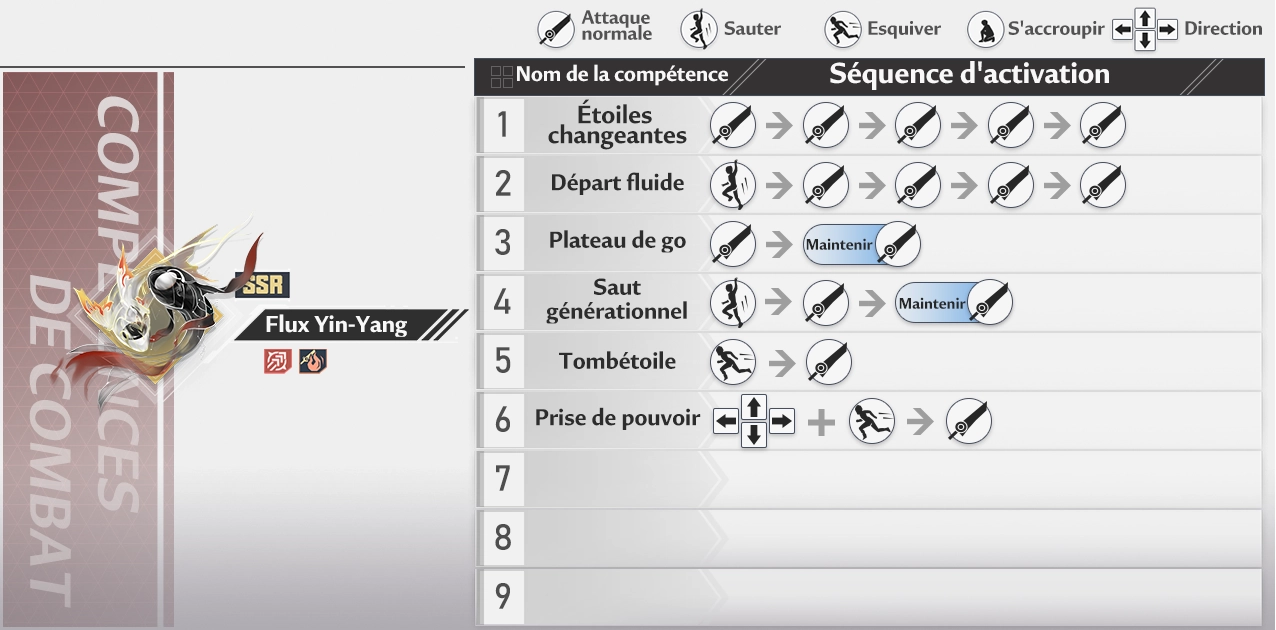 Attaque
normale
Sauter
Esquiver
S'accroupir
Direction
Nom de la compétence
Séquence d'activation
COMPÉTENCES
DE COMBAT
SSR
Flux Yin-Yang
1
Étoiles
changeantes
2
Départ fluide
3
Plateau de go
Maintenir
4
Saut
générationnel
Maintenir
5
Tombétoile
6
Prise de pouvoir
7
8
9